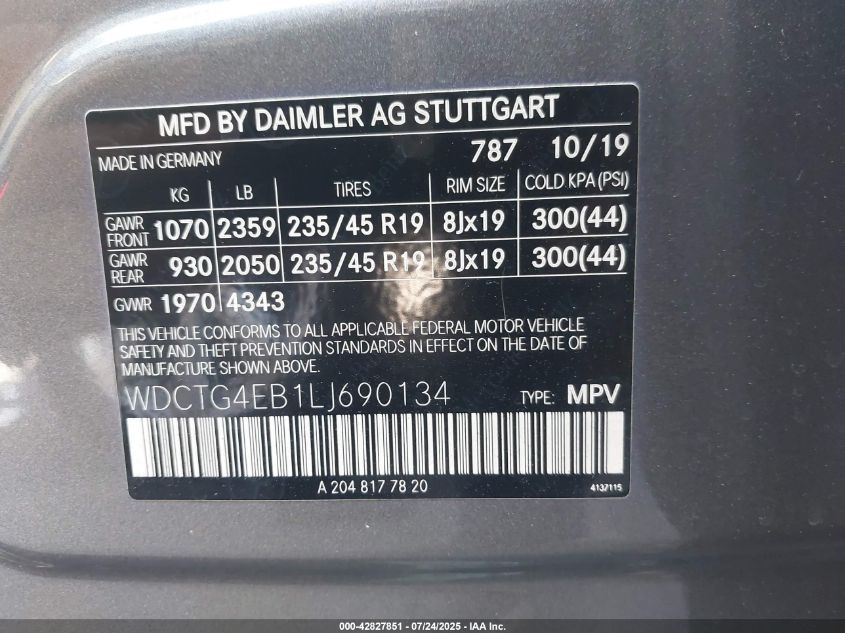 MFD BY DAIMLER AG STUTTGART
MADE IN GERMANY 787 10/19
KG LB TIRES RIM SIZE COLD KPA (PSI)
GAWR FRONT 1070 2359 235/45 R19 8Jx19 300(44)
GAWR REAR 930 2050 235/45 R19 8Jx19 300(44)
GVWR 1970 4343
THIS VEHICLE CONFORMS TO ALL APPLICABLE FEDERAL MOTOR VEHICLE
SAFETY AND THEFT PREVENTION STANDARDS IN EFFECT ON THE DATE OF
MANUFACTURE SHOWN ABOVE.
WDCTG4EB1LJ690134 TYPE: MPV
A 204 817 78 20 4137115
000-42827851 / 07/24/2025 - IAA Inc.